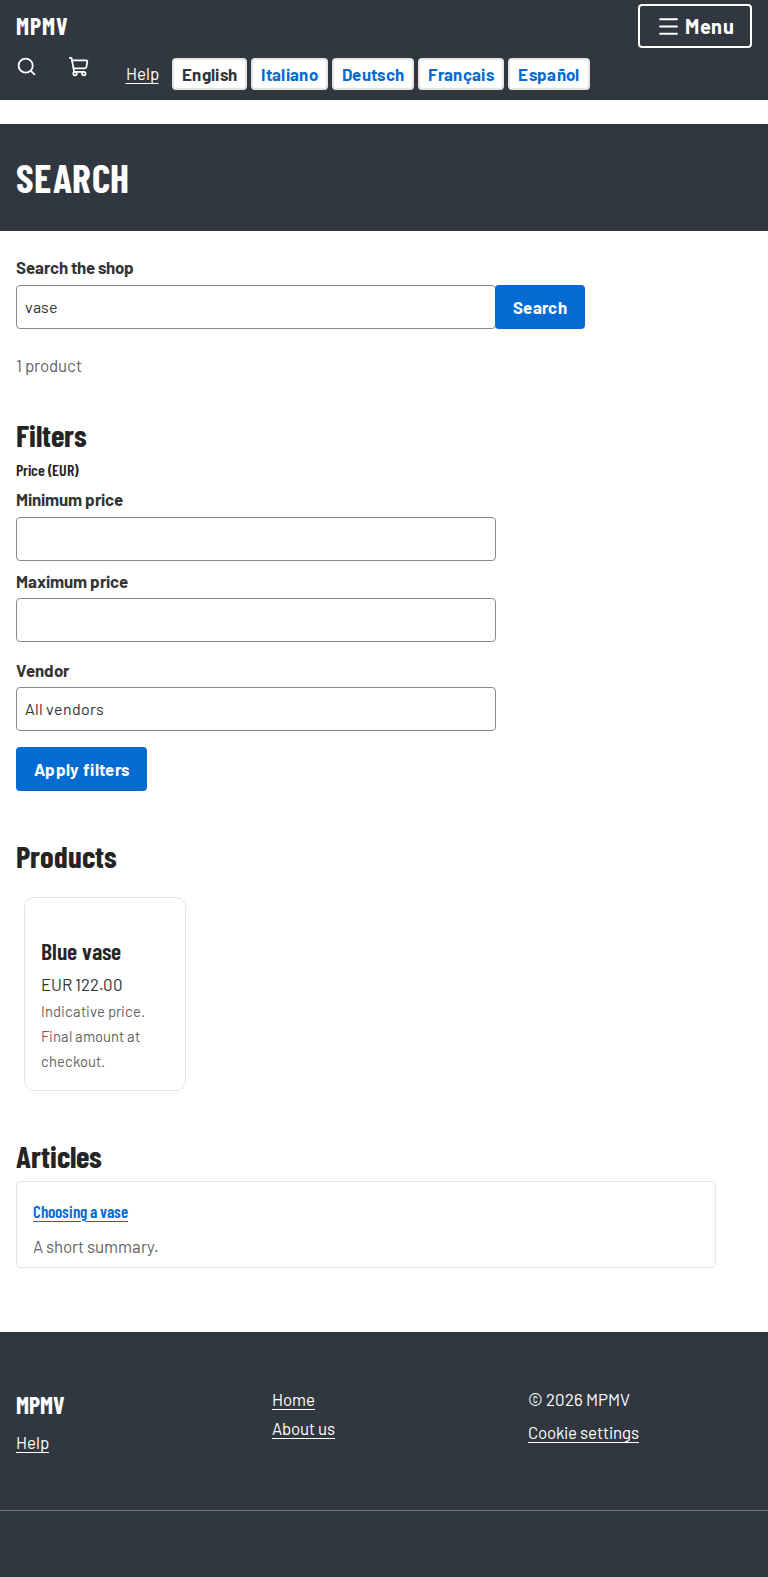 MPMV
Menu
Help English Italiano Deutsch Français Español
SEARCH
Search the shop
vase Search
1 product
Filters
Price (EUR)
Minimum price
Maximum price
Vendor
All vendors
Apply filters
Products
Blue vase
EUR 122.00
Indicative price.
Final amount at
checkout.
Articles
Choosing a vase
A short summary.
MPMV
Help
Home
About us
© 2026 MPMV
Cookie settings